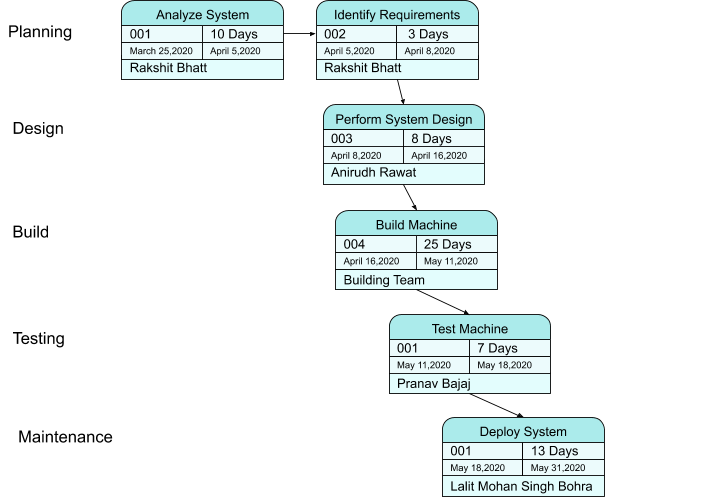 Planning
Analyze System
001 10 Days
March 25,2020 April 5,2020
Rakshit Bhatt
Identify Requirements
002 3 Days
April 5,2020 April 8,2020
Rakshit Bhatt
Design
Perform System Design
003 8 Days
April 8,2020 April 16,2020
Anirudh Rawat
Build
Build Machine
004 25 Days
April 16,2020 May 11,2020
Building Team
Testing
Test Machine
001 7 Days
May 11,2020 May 18,2020
Pranav Bajaj
Maintenance
Deploy System
001 13 Days
May 18,2020 May 31,2020
Lalit Mohan Singh Bohra